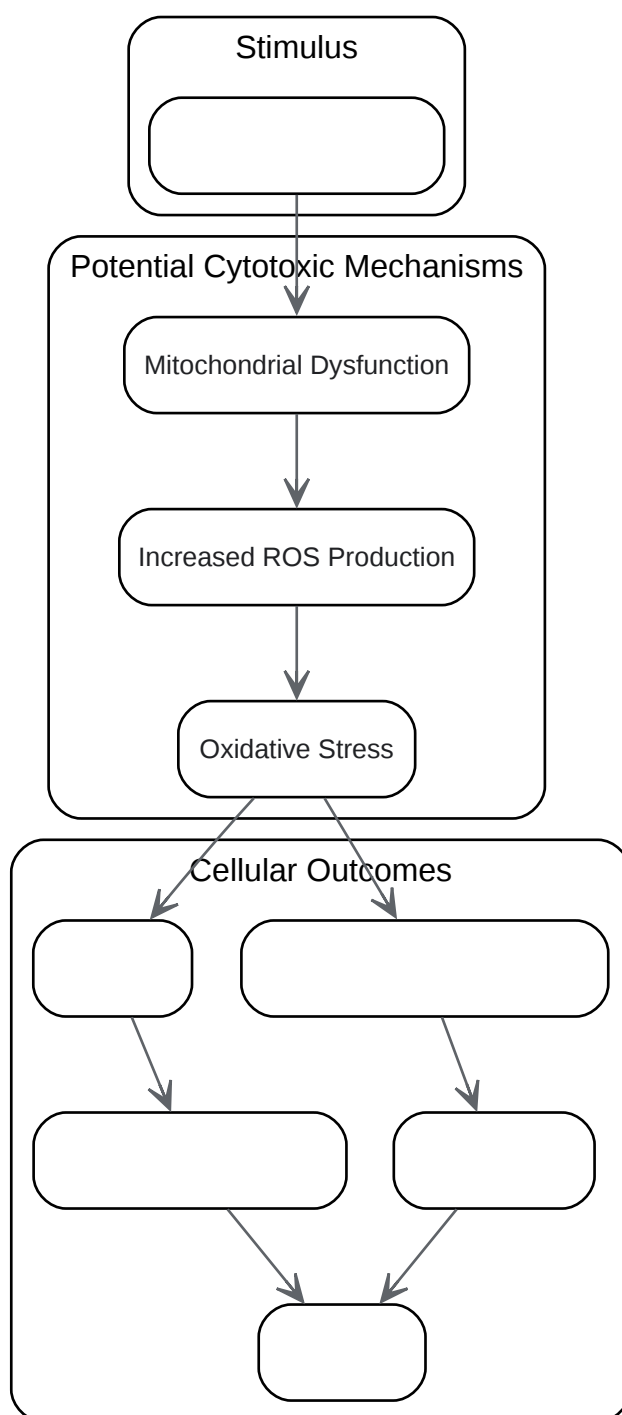 Stimulus
Potential Cytotoxic Mechanisms
Mitochondrial Dysfunction
Increased ROS Production
Oxidative Stress
Cellular Outcomes